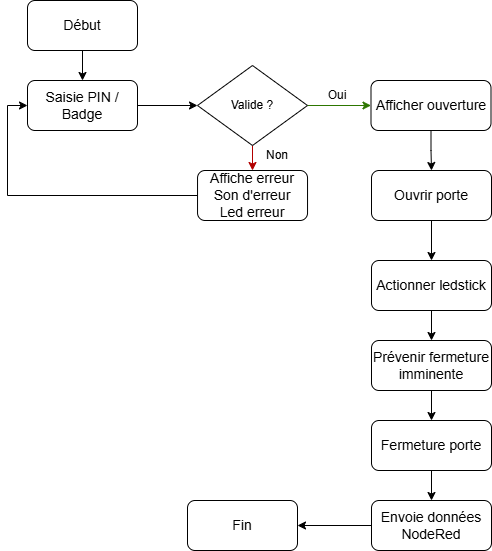 Début
Saisie PIN /
Badge
Valide ?
Oui
Afficher ouverture
Non
Affiche erreur
Son d'erreur
Led erreur
Ouvrir porte
Actionner ledstick
Prévenir fermeture
imminente
Fermeture porte
Envoie données
NodeRed
Fin